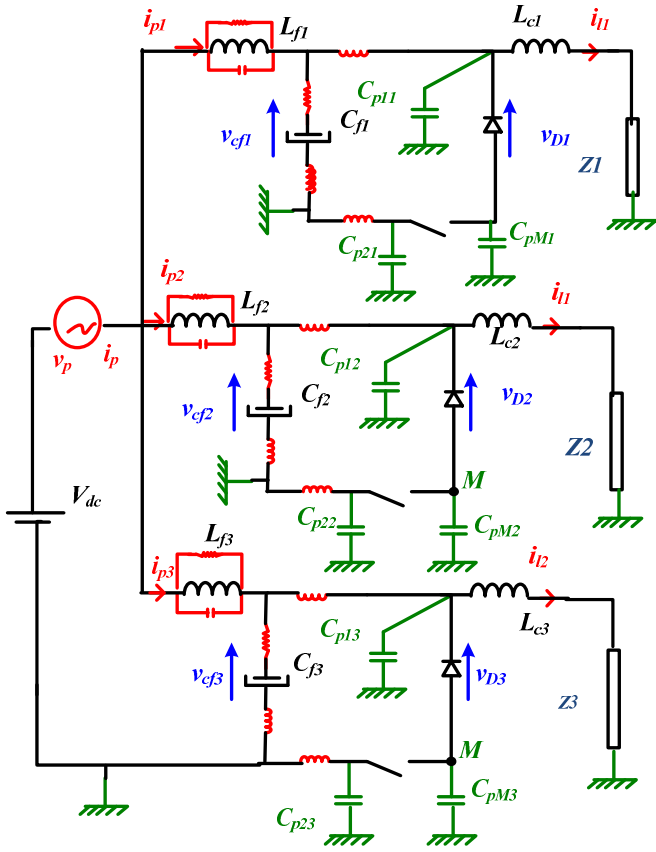 ip1 Lf1 Lc1 il1
Cp11
vcf1 Cf1 vD1 Z1
Cp21 CpM1
ip2 Lf2 il1
vp ip Cp12 Lc2
vcf2 Cf2 vD2 Z2
Vdc M
Cp22 CpM2
Lf3
ip3 il2
Cp13 Lc3
vcf3 Cf3 vD3 Z3
M
Cp23 CpM3